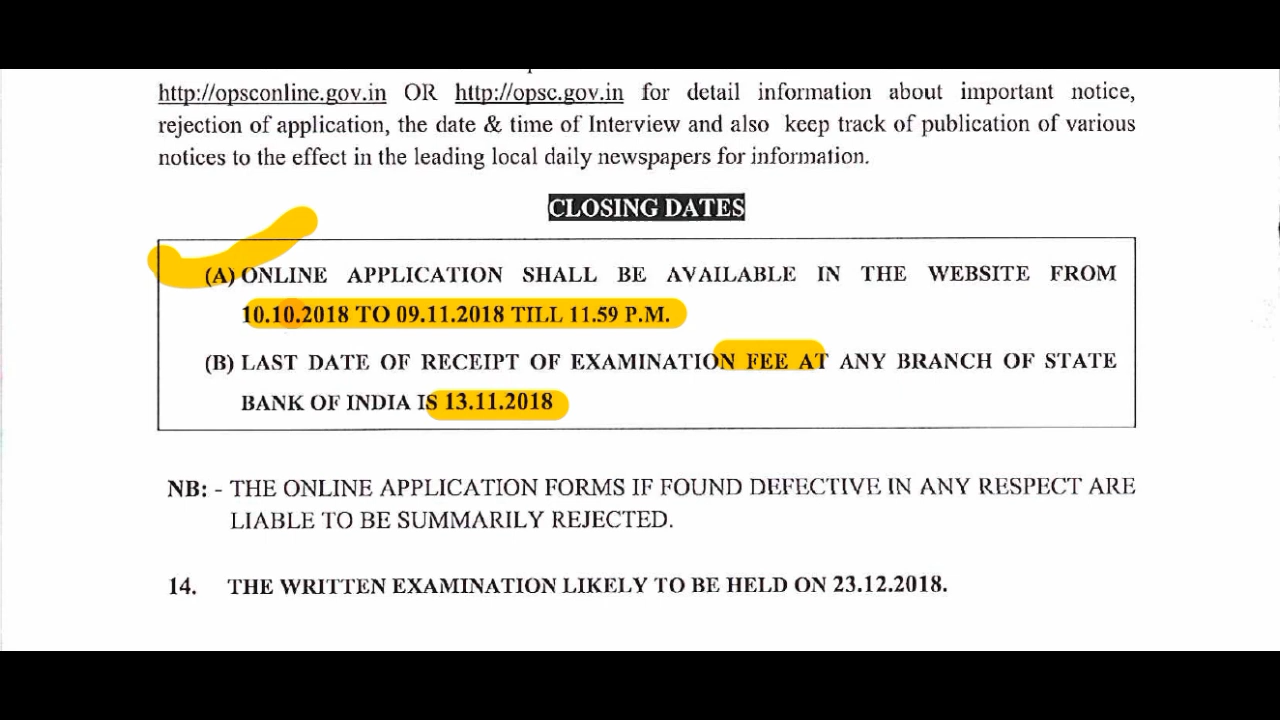 http://opsconline.gov.in OR http://opsc.gov.in for detail information about important notice,
rejection of application, the date & time of Interview and also keep track of publication of various
notices to the effect in the leading local daily newspapers for information.
CLOSING DATES
(A) ONLINE APPLICATION SHALL BE AVAILABLE IN THE WEBSITE FROM
10.10.2018 TO 09.11.2018 TILL 11.59 P.M.
(B) LAST DATE OF RECEIPT OF EXAMINATION FEE AT ANY BRANCH OF STATE
BANK OF INDIA IS 13.11.2018
NB: - THE ONLINE APPLICATION FORMS IF FOUND DEFECTIVE IN ANY RESPECT ARE
LIABLE TO BE SUMMARILY REJECTED.
14. THE WRITTEN EXAMINATION LIKELY TO BE HELD ON 23.12.2018.